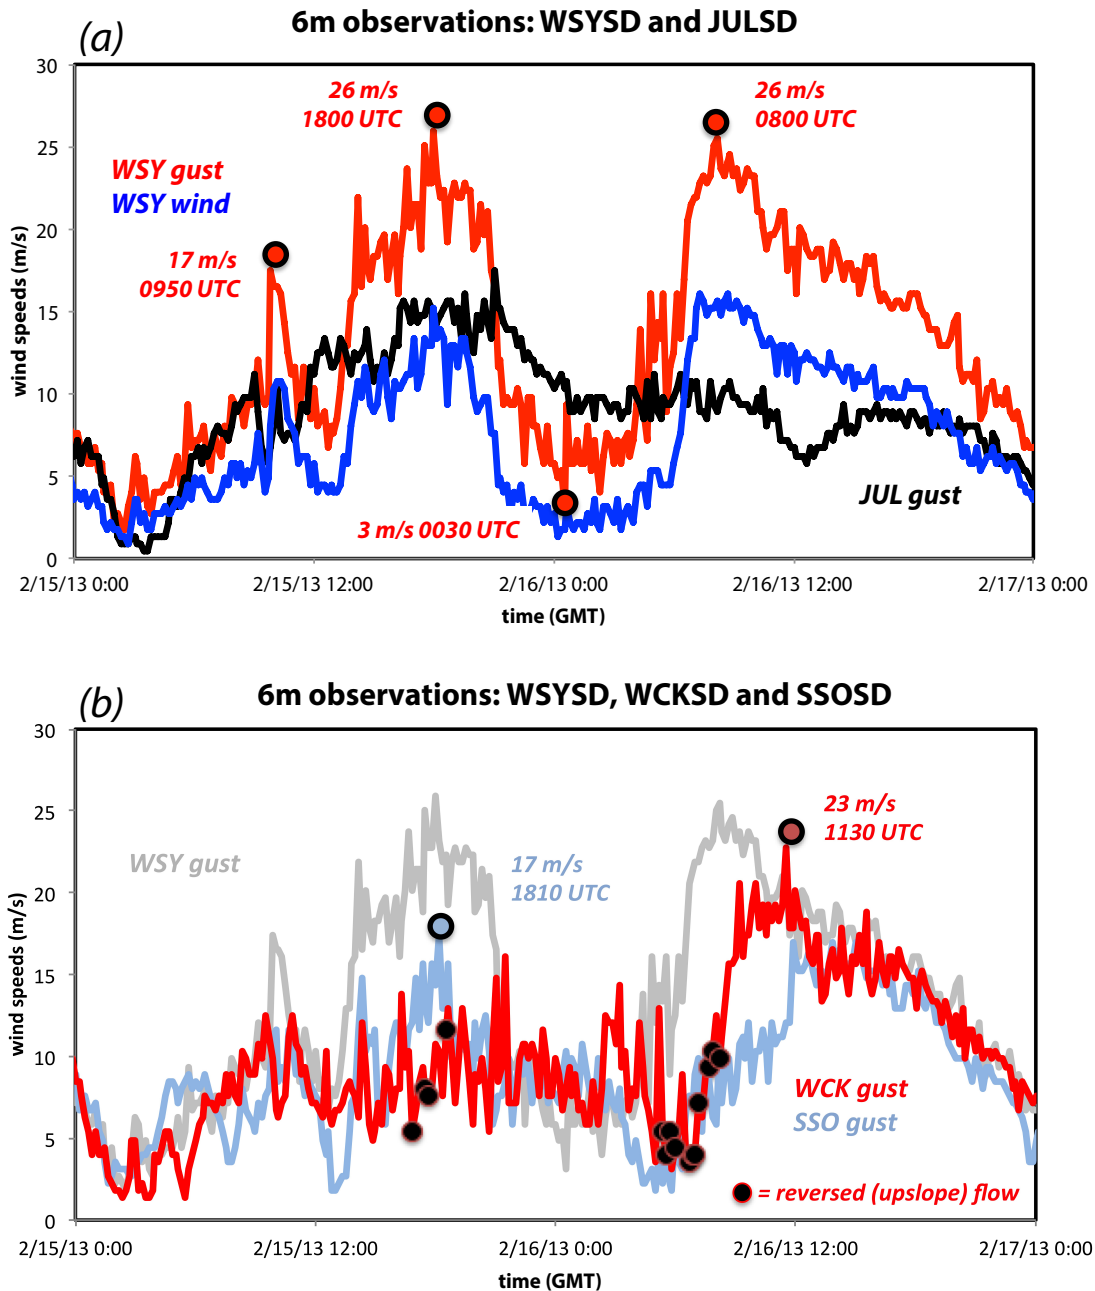 (a)
6m observations: WSYSD and JULSD
30
25
20
15
10
5
0
wind speeds (m/s)
26 m/s
1800 UTC
26 m/s
0800 UTC
WSY gust
WSY wind
17 m/s
0950 UTC
3 m/s 0030 UTC
JUL gust
2/15/13 0:00
2/15/13 12:00
2/16/13 0:00
2/16/13 12:00
2/17/13 0:00
time (GMT)
(b)
6m observations: WSYSD, WCKSD and SSOSD
30
25
20
15
10
5
0
wind speeds (m/s)
23 m/s
1130 UTC
WSY gust
17 m/s
1810 UTC
WCK gust
SSO gust
= reversed (upslope) flow
2/15/13 0:00
2/15/13 12:00
2/16/13 0:00
2/16/13 12:00
2/17/13 0:00
time (GMT)